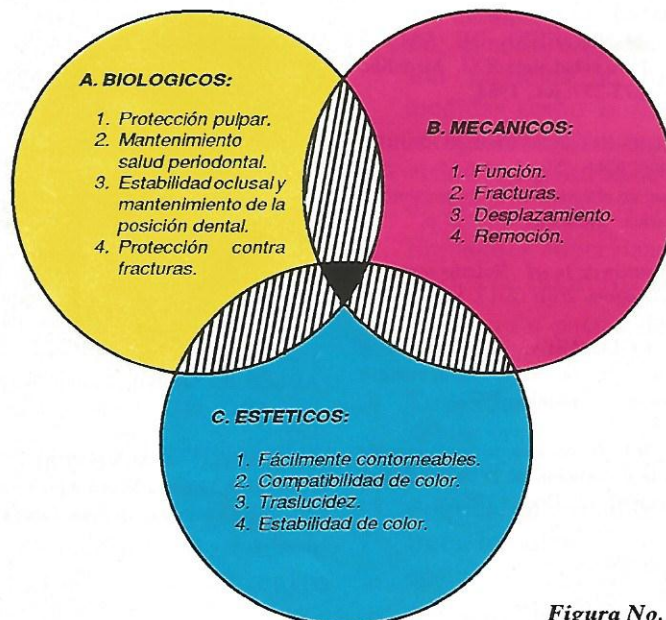 A. BIOLOGICOS:
1. Protección pulpar.
2. Mantenimiento
salud periodontal.
3. Estabilidad oclusal y
mantenimiento de la
posición dental.
4. Protección contra
fracturas.
B. MECANICOS:
1. Función.
2. Fracturas.
3. Desplazamiento.
4. Remoción.
C. ESTETICOS:
1. Fácilmente contorneables.
2. Compatibilidad de color.
3. Traslucidez.
4. Estabilidad de color.
Figura No.